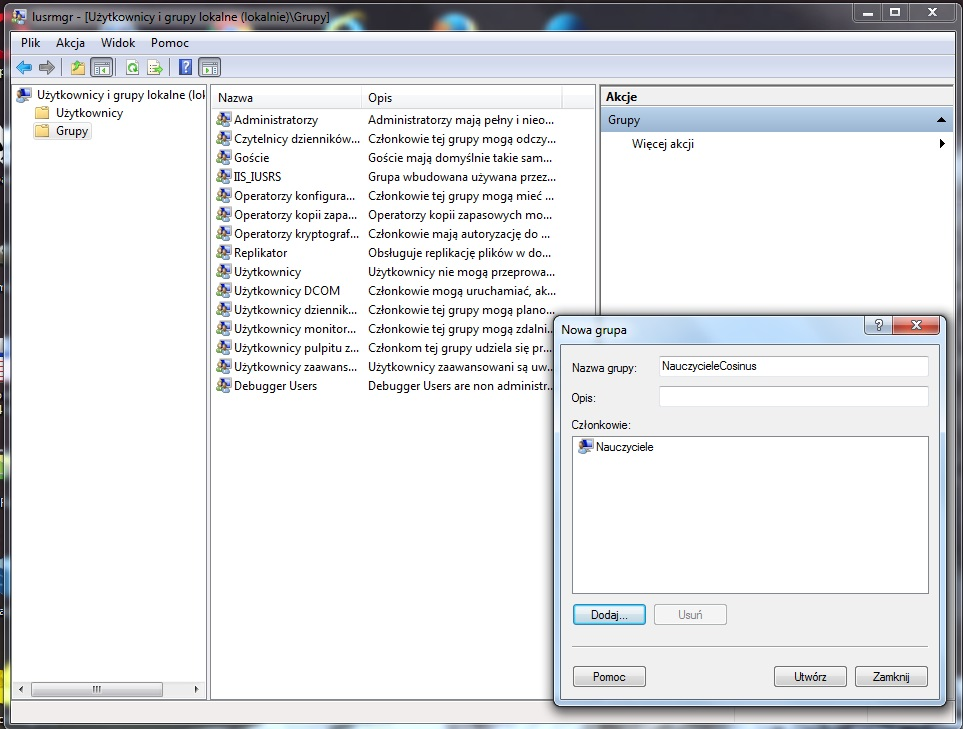 lusrmgr - [Użytkownicy i grupy lokalne (lokalnie)\Grupy]
Plik Akcja Widok Pomoc
Użytkownicy i grupy lokalne (lok
Użytkownicy
Grupy
Nazwa Opis
Administratorzy Administratorzy mają pełny i nieo...
Czytelnicy dzienników... Członkowie tej grupy mogą odczy...
Goście Goście mają domyślnie takie sam...
IIS_IUSRS Grupa wbudowana używana przez...
Operatorzy konfigura... Członkowie tej grupy mogą mieć ...
Operatorzy kopii zapa... Operatorzy kopii zapasowych mo...
Operatorzy kryptograf... Członkowie mają autoryzację do ...
Replikator Obsługuje replikację plików w do...
Użytkownicy Użytkownicy nie mogą przeprowa...
Użytkownicy DCOM Członkowie mogą uruchamiać, ak...
Użytkownicy dziennik... Członkowie tej grupy mogą plano...
Użytkownicy monitor... Członkowie tej grupy mogą zdalni...
Użytkownicy pulpitu z... Członkom tej grupy udziela się pr...
Użytkownicy zaawans... Użytkownicy zaawansowani są uw...
Debugger Users Debugger Users are non administr...
Akcje
Grupy
Więcej akcji
Nowa grupa
Nazwa grupy: NauczycieleCosinus
Opis:
Członkowie:
Nauczyciele
Dodaj... Usuń
Pomoc Utwórz Zamknij